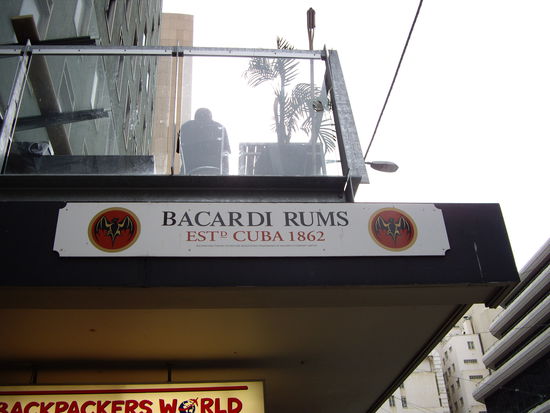 BACARDI RUMS
ESTD CUBA 1862
BACKPACKERS WORLD